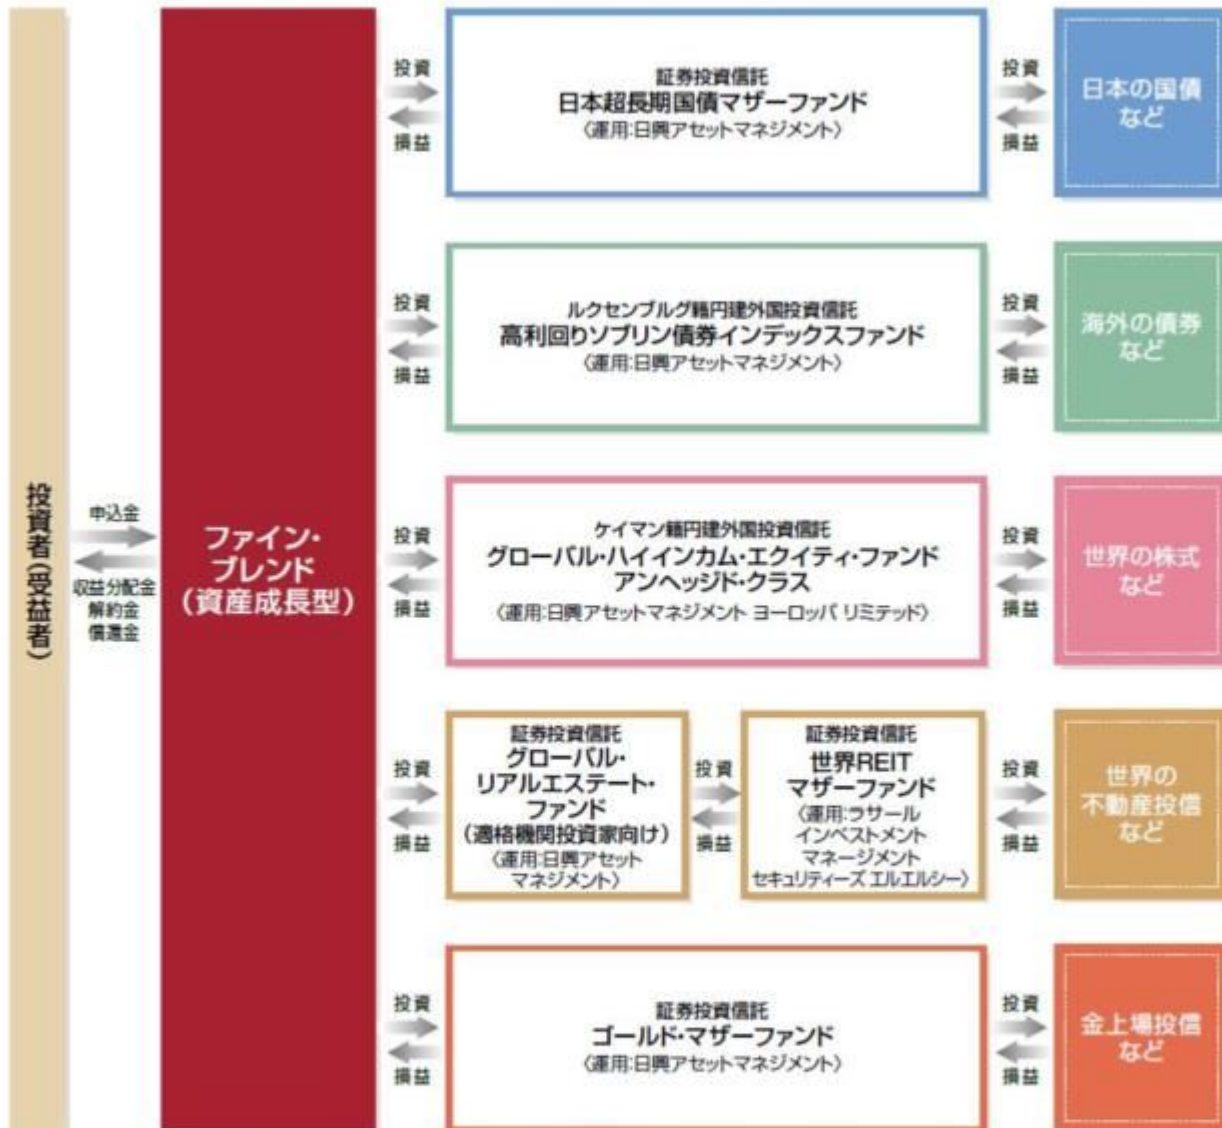 投資者(受益者)
申込金
収益分配金
解約金
償還金
ファイン・
ブレンド
(資産成長型)
投資
損益
証券投資信託
日本超長期国債マザーファンド
〈運用:日興アセットマネジメント〉
投資
損益
日本の国債
など
投資
損益
ルクセンブルグ籍円建外国投資信託
高利回りソブリン債券インデックスファンド
〈運用:日興アセットマネジメント〉
投資
損益
海外の債券
など
投資
損益
ケイマン籍円建外国投資信託
グローバル・ハイインカム・エクイティ・ファンド
アンヘッジド・クラス
〈運用:日興アセットマネジメント ヨーロッパ リミテッド〉
投資
損益
世界の株式
など
投資
損益
証券投資信託
グローバル・
リアルエステート・
ファンド
(適格機関投資家向け)
〈運用:日興アセット
マネジメント〉
投資
損益
証券投資信託
世界REIT
マザーファンド
〈運用:ラサール
インベストメント
マネージメント
セキュリティーズ エルエルシー〉
投資
損益
世界の
不動産投信
など
投資
損益
証券投資信託
ゴールド・マザーファンド
〈運用:日興アセットマネジメント〉
投資
損益
金上場投信
など